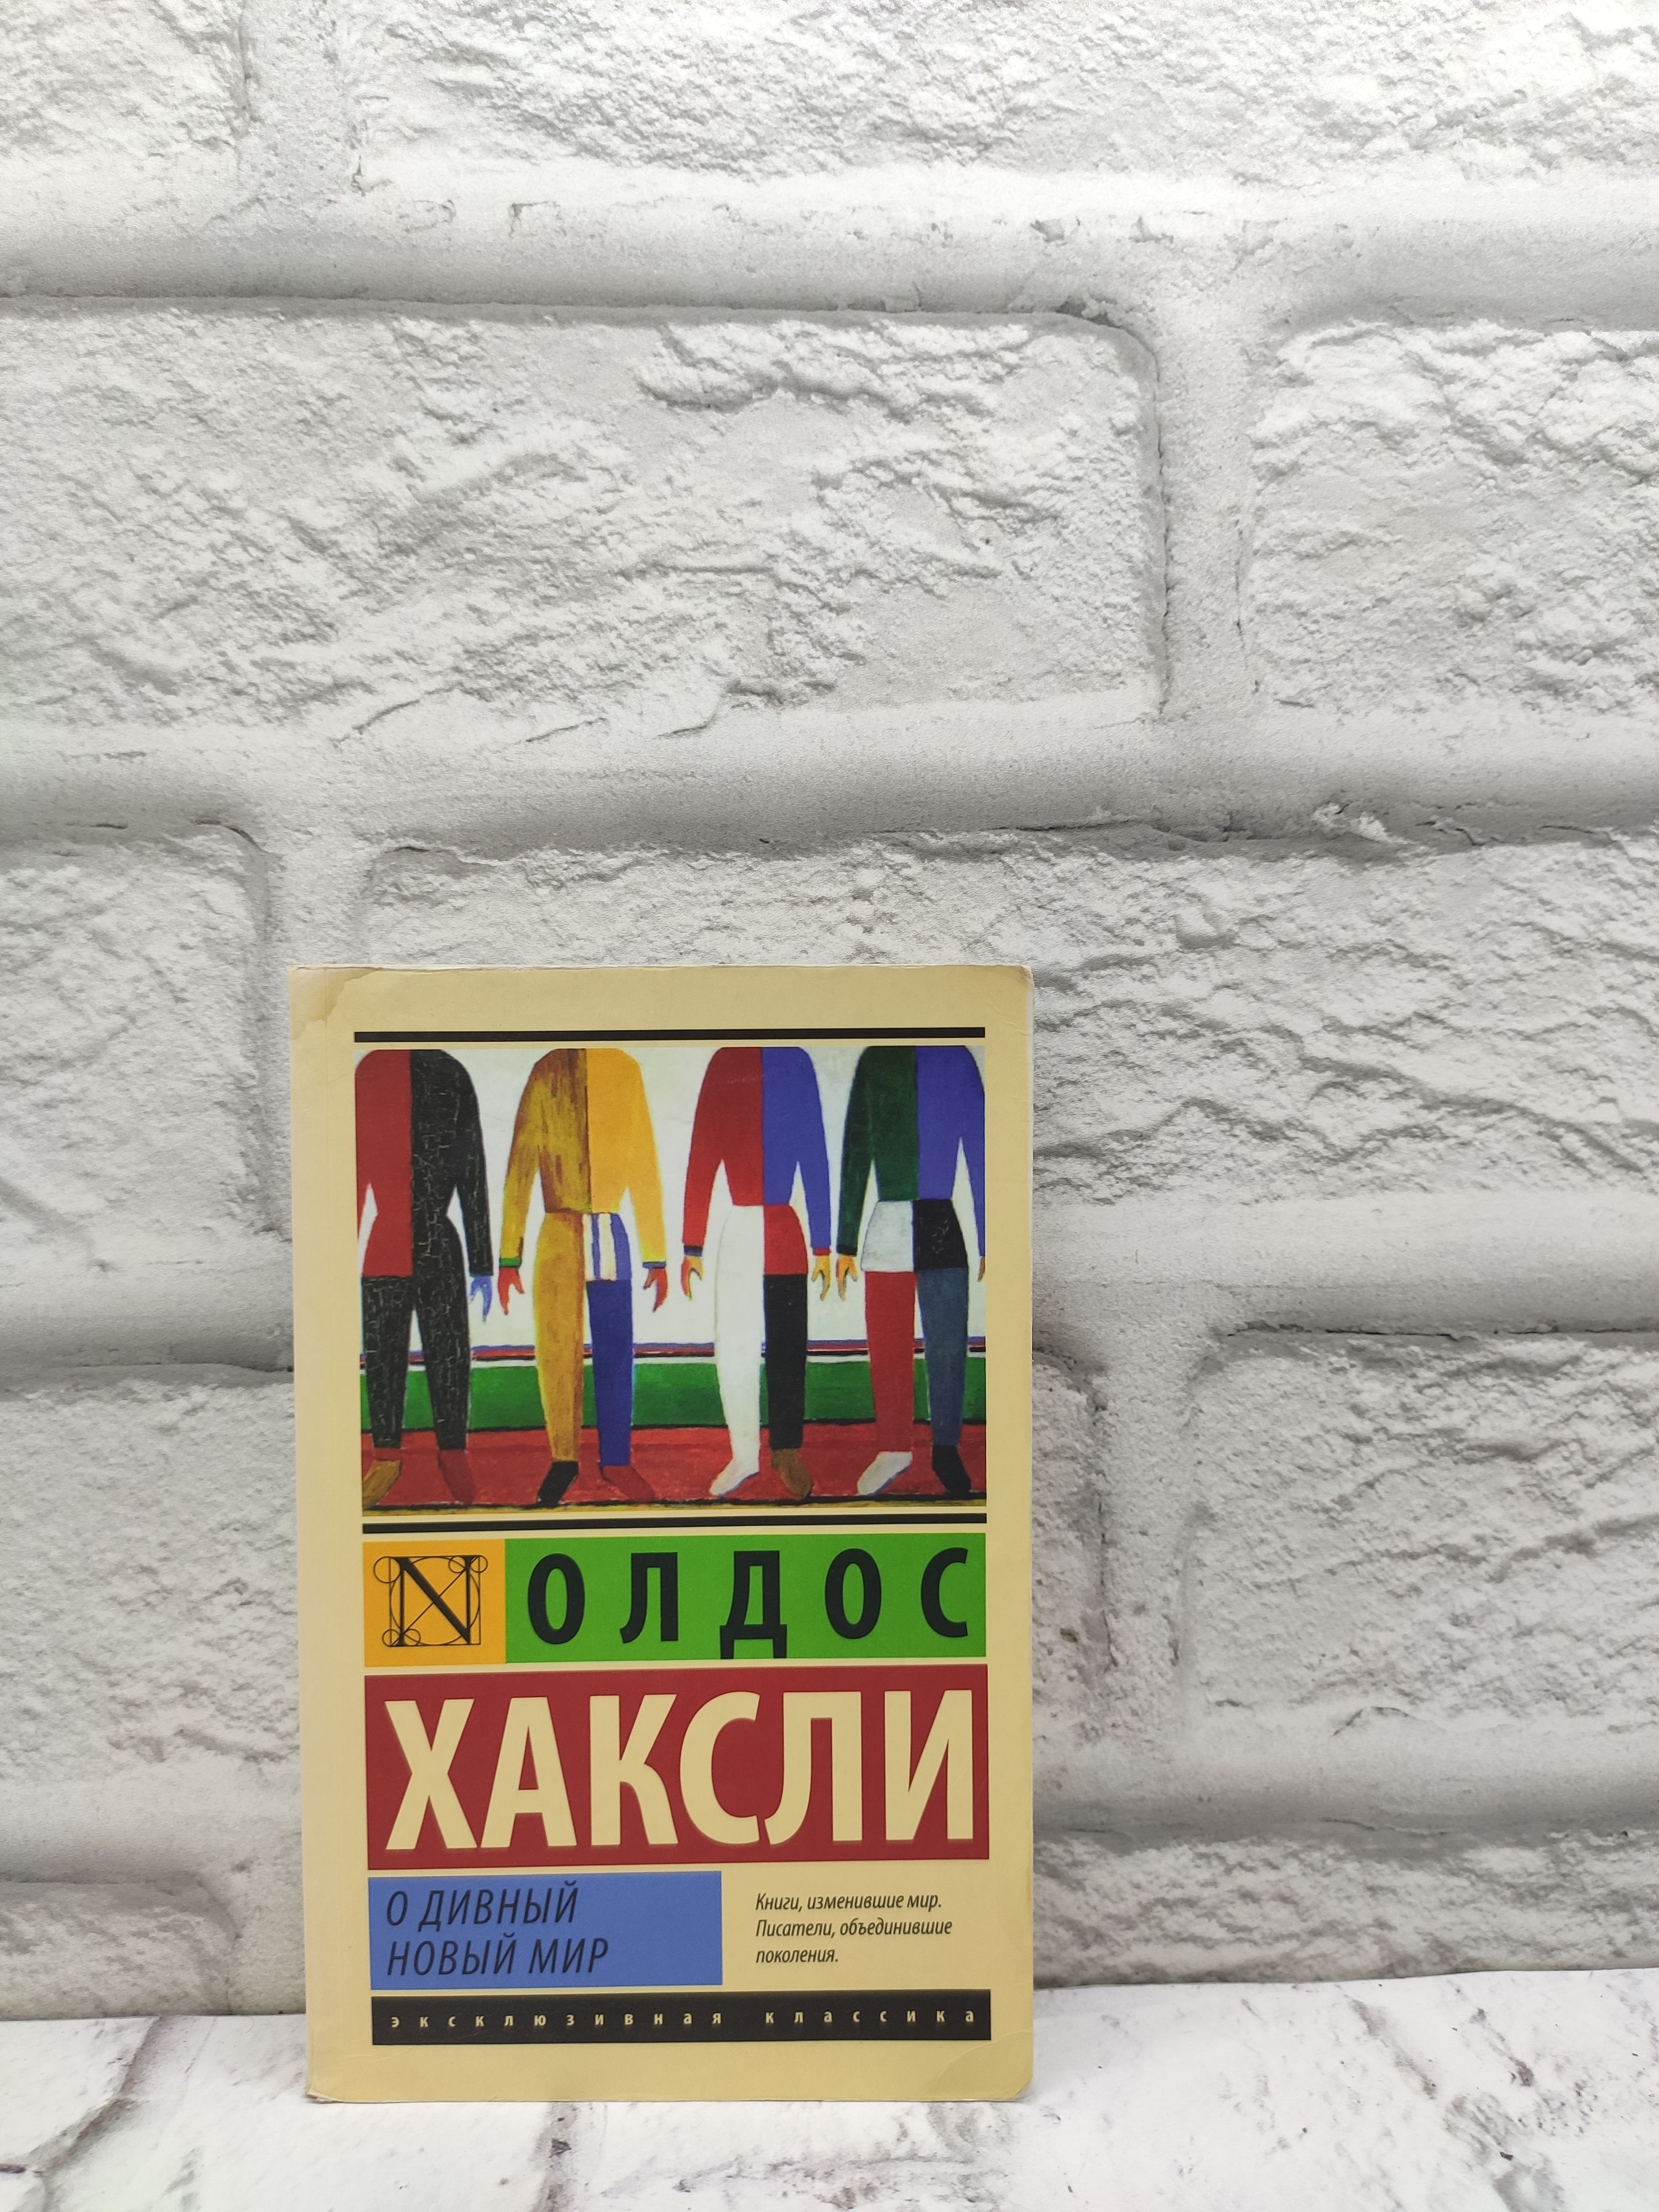 N ОЛДОС
ХАКСЛИ
О ДИВНЫЙ
НОВЫЙ МИР
Книги, изменившие мир.
Писатели, объединившие
поколения.
эксклюзивная классика